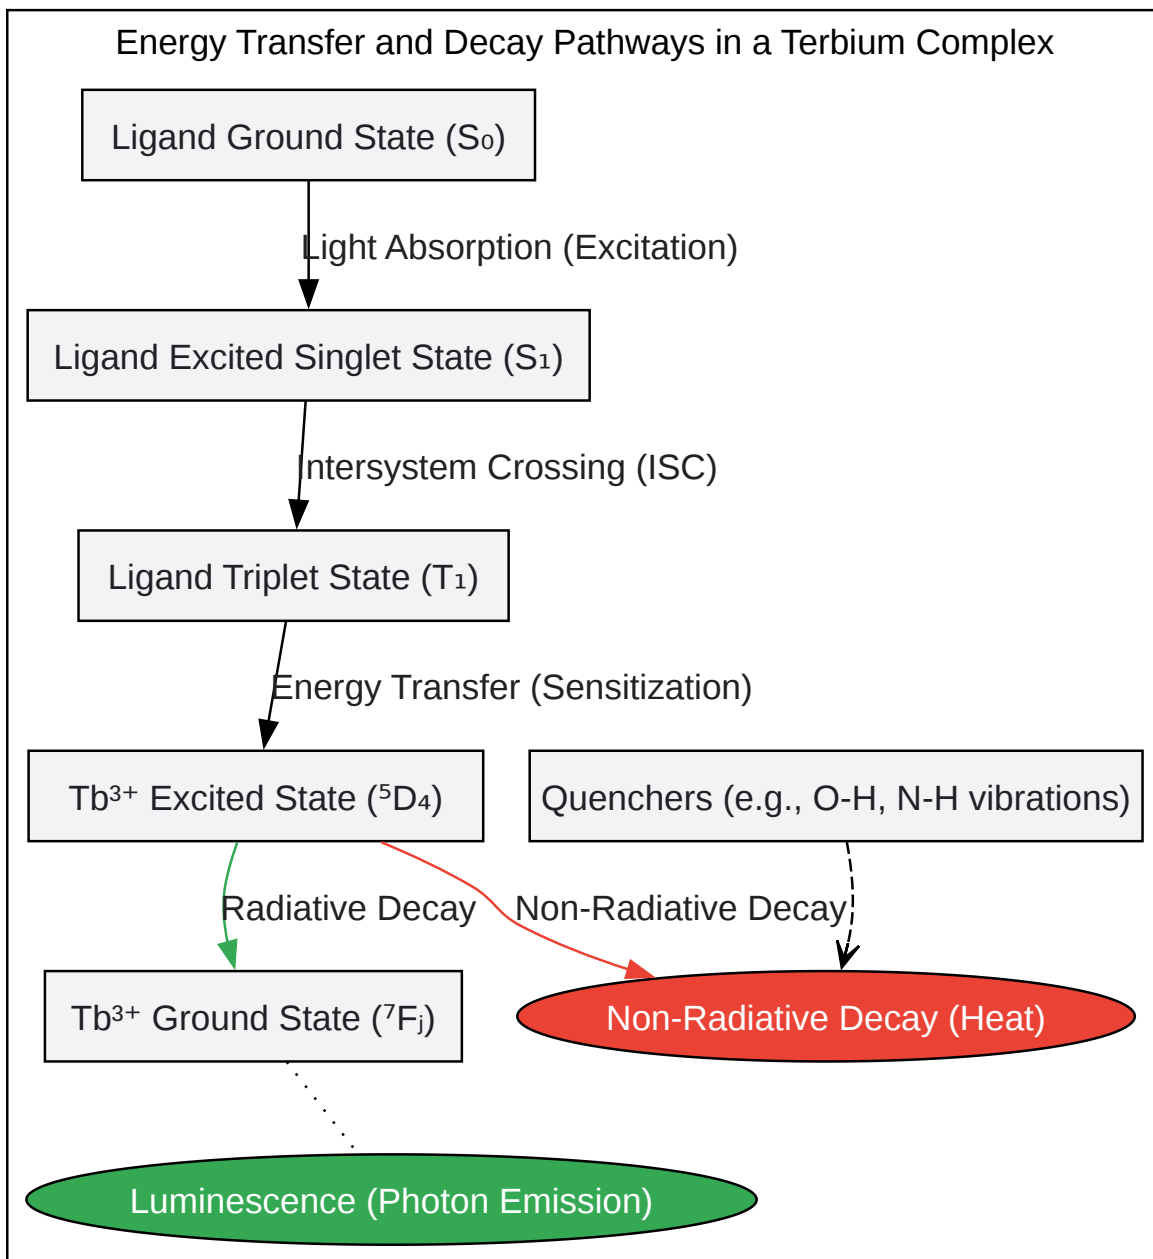 Energy Transfer and Decay Pathways in a Terbium Complex
Ligand Ground State (S₀)
Light Absorption (Excitation)
Ligand Excited Singlet State (S₁)
Intersystem Crossing (ISC)
Ligand Triplet State (T₁)
Energy Transfer (Sensitization)
Tb³⁺ Excited State (⁵D₄)
Quenchers (e.g., O-H, N-H vibrations)
Radiative Decay
Non-Radiative Decay
Tb³⁺ Ground State (⁷Fⱼ)
Non-Radiative Decay (Heat)
Luminescence (Photon Emission)